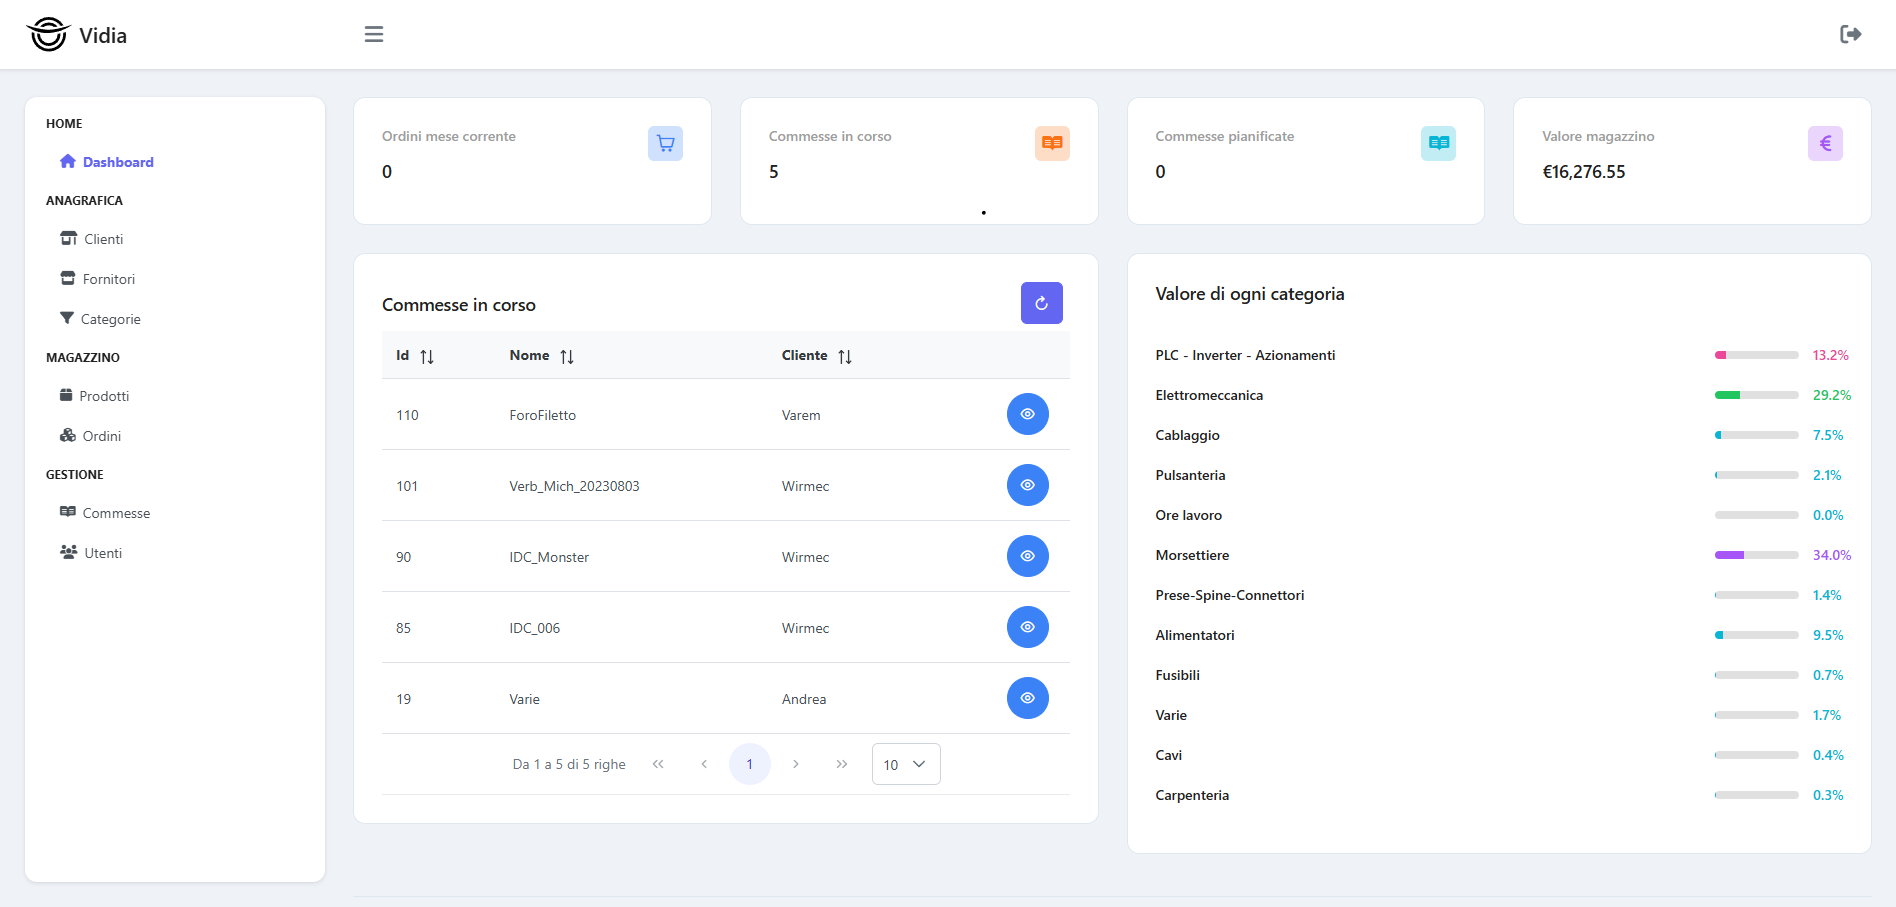 Vidia
HOME
Dashboard
ANAGRAFICA
Clienti
Fornitori
Categorie
MAGAZZINO
Prodotti
Ordini
GESTIONE
Commesse
Utenti
Ordini mese corrente
0
Commesse in corso
5
Commesse pianificate
0
Valore magazzino
€16,276.55
Commesse in corso
Id Nome Cliente
110 ForoFiletto Varem
101 Verb_Mich_20230803 Wirmec
90 IDC_Monster Wirmec
85 IDC_006 Wirmec
19 Varie Andrea
Da 1 a 5 di 5 righe 1 10
Valore di ogni categoria
PLC - Inverter - Azionamenti 13.2%
Elettromeccanica 29.2%
Cablaggio 7.5%
Pulsanteria 2.1%
Ore lavoro 0.0%
Morsettiere 34.0%
Prese-Spine-Connettori 1.4%
Alimentatori 9.5%
Fusibili 0.7%
Varie 1.7%
Cavi 0.4%
Carpenteria 0.3%